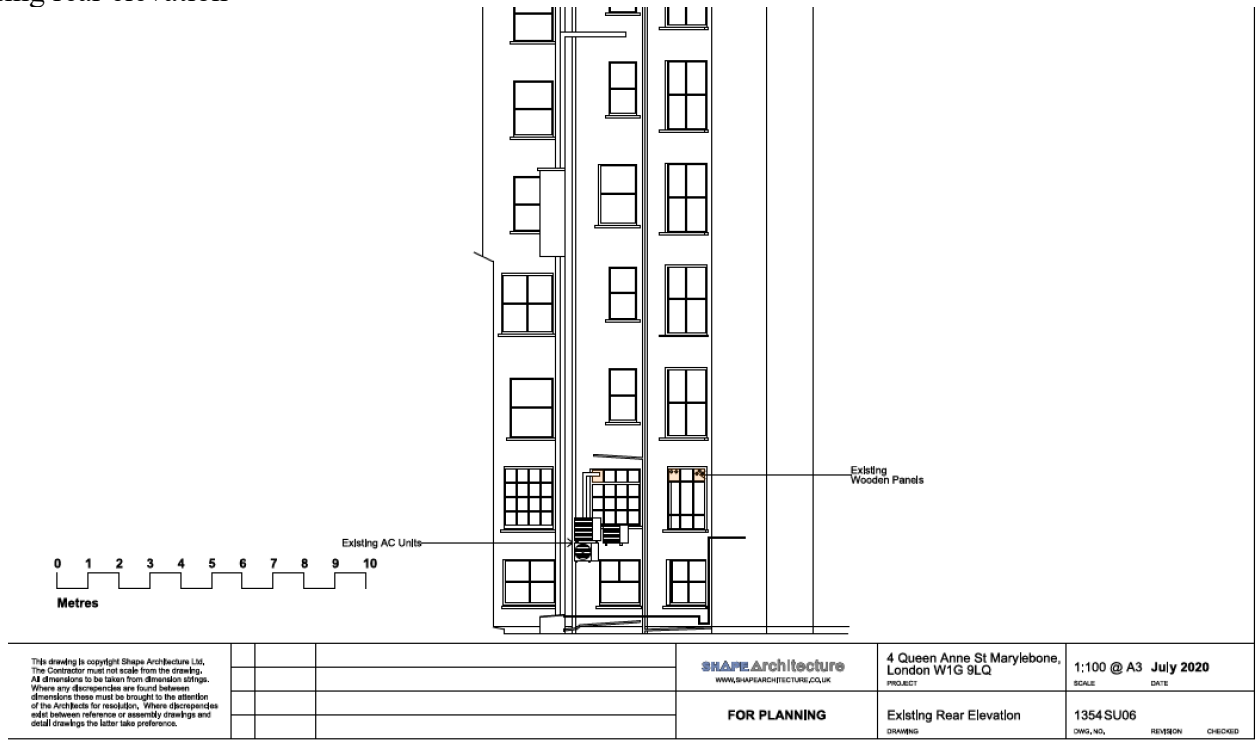 Existing
Wooden Panels
Existing AC Units
0 1 2 3 4 5 6 7 8 9 10
Metres
This drawing is copyright Shape Architecture Ltd,
The Contractor must not scale from the drawing,
All dimensions to be taken from dimension strings.
Where any discrepancies are found between
dimensions these must be brought to the attention
of the Architects for resolution, Where discrepancies
exist between reference or assembly drawings and
detail drawings the latter take preference.
SHAPE Architecture
WWW.SHAPEARCHITECTURE.CO.UK
FOR PLANNING
4 Queen Anne St Marylebone,
London W1G 9LQ
PROJECT
Existing Rear Elevation
DRAWING
1:100 @ A3 July 2020
SCALE DATE
1354 SU06
DWG. NO. REVISION CHECKED